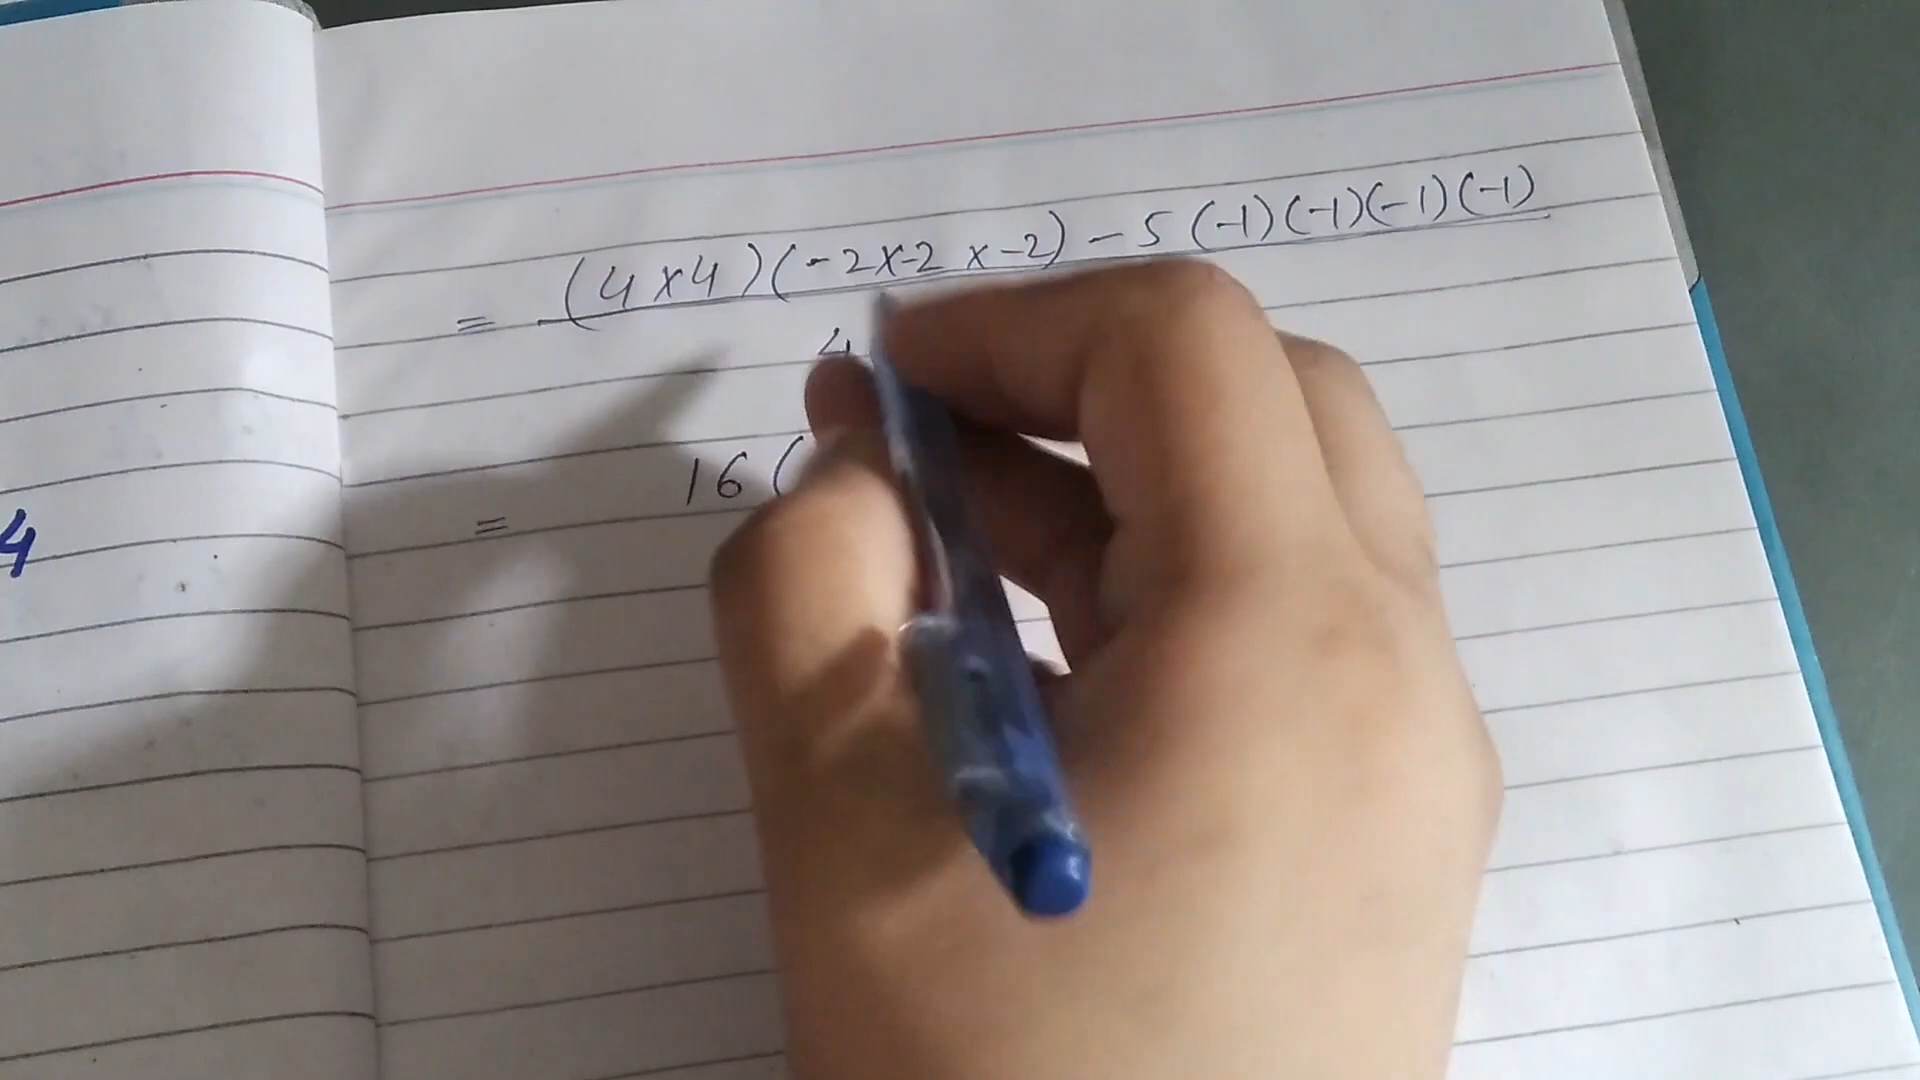 = (4×4)(-2×-2 ×-2) - 5 (-1)(-1)(-1)(-1)
4
= 16 (
4